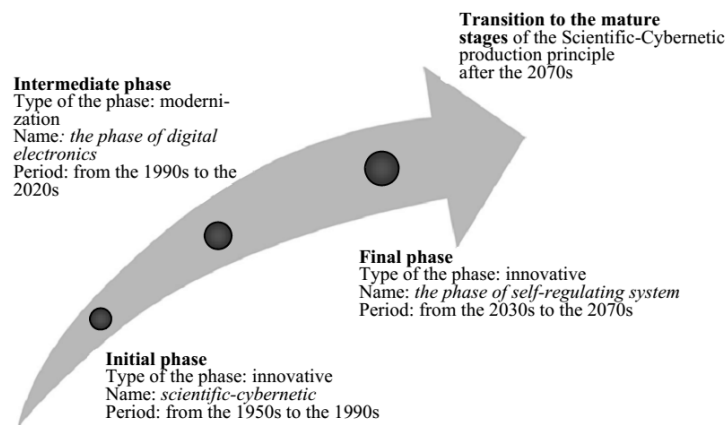 Transition to the mature
stages of the Scientific-Cybernetic
production principle
after the 2070s
Intermediate phase
Type of the phase: moderni-
zation
Name: the phase of digital
electronics
Period: from the 1990s to the
2020s
Final phase
Type of the phase: innovative
Name: the phase of self-regulating system
Period: from the 2030s to the 2070s
Initial phase
Type of the phase: innovative
Name: scientific-cybernetic
Period: from the 1950s to the 1990s